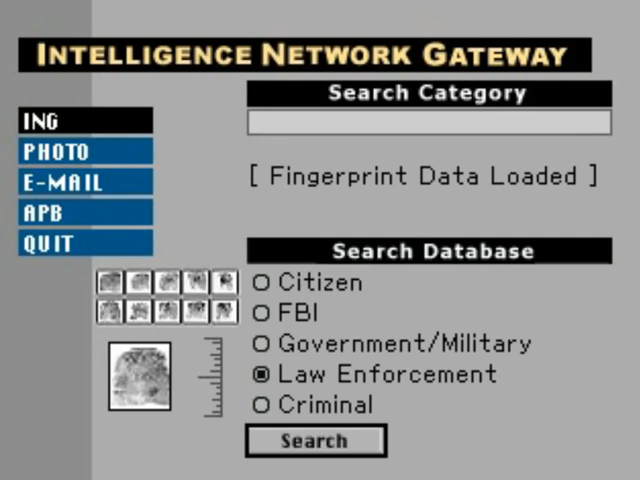 INTELLIGENCE NETWORK GATEWAY
Search Category
ING
PHOTO
E-MAIL
APB
QUIT
[ Fingerprint Data Loaded ]
Search Database
Citizen
FBI
Government/Military
Law Enforcement
Criminal
Search